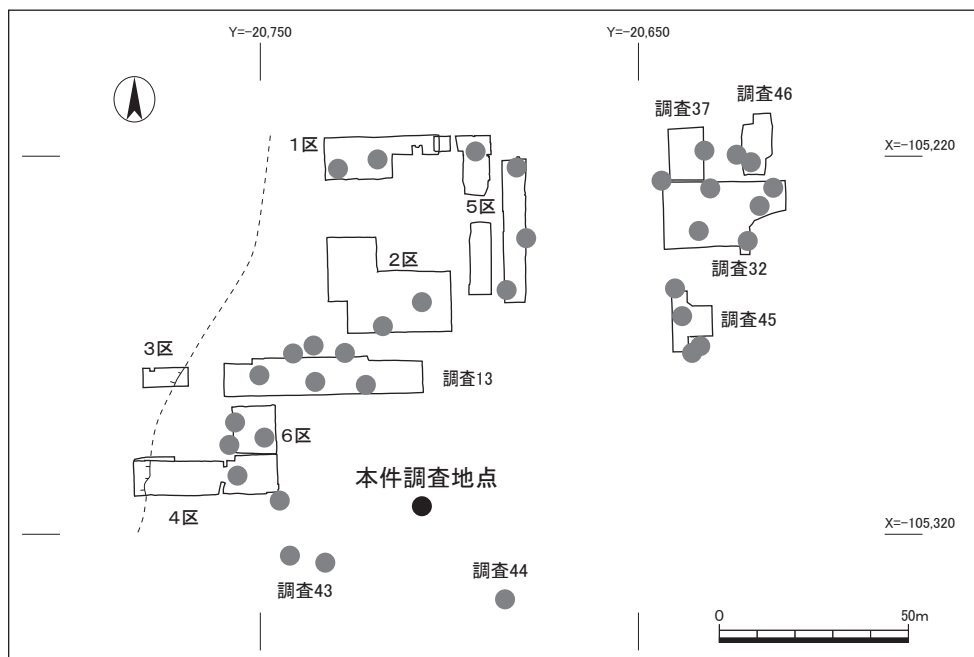 Y=-20,750
Y=-20,650
調査37
調査46
1区
X=-105,220
5区
2区
調査32
3区
調査45
調査13
6区
本件調査地点
4区
X=-105,320
調査43
調査44
0
50m